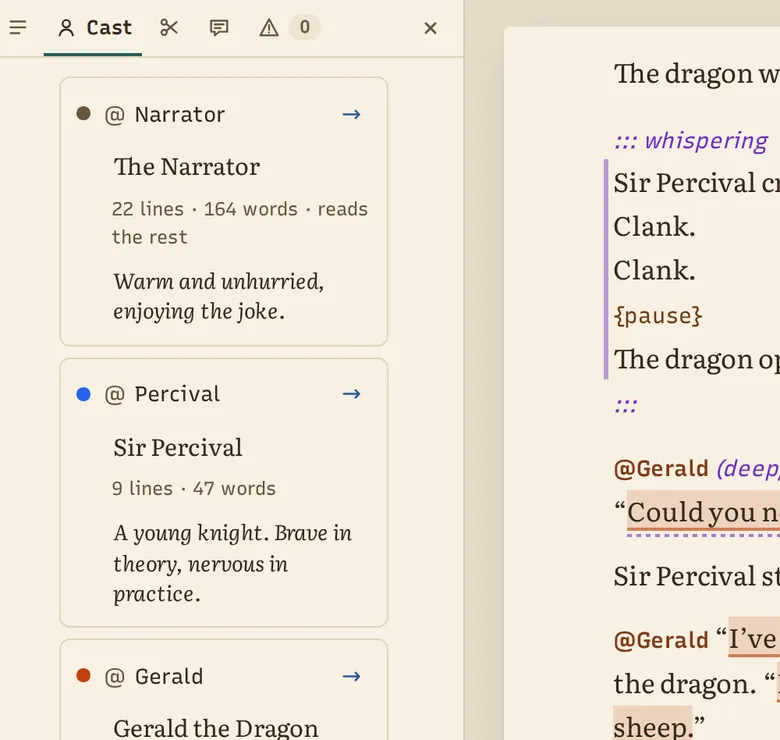 Cast
0
@ Narrator →
The Narrator
22 lines · 164 words · reads
the rest
Warm and unhurried,
enjoying the joke.
@ Percival →
Sir Percival
9 lines · 47 words
A young knight. Brave in
theory, nervous in
practice.
@ Gerald →
Gerald the Dragon
The dragon w
::: whispering
Sir Percival cr
Clank.
Clank.
{pause}
The dragon op
:::
@Gerald (deep,
“Could you n
Sir Percival st
@Gerald “I’ve
the dragon. “
sheep.”